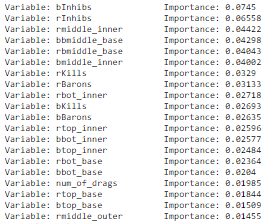 Variable: bInhibs Importance: 0.0745
Variable: rInhibs Importance: 0.06558
Variable: rmiddle_inner Importance: 0.04422
Variable: bbmiddle_base Importance: 0.04298
Variable: rbmiddle_base Importance: 0.04043
Variable: bmiddle_inner Importance: 0.04002
Variable: rKills Importance: 0.0329
Variable: rBarons Importance: 0.03133
Variable: rbot_inner Importance: 0.02718
Variable: bKills Importance: 0.02693
Variable: bBarons Importance: 0.02635
Variable: rtop_inner Importance: 0.02596
Variable: bbot_inner Importance: 0.02577
Variable: btop_inner Importance: 0.02484
Variable: rbot_base Importance: 0.02364
Variable: bbot_base Importance: 0.0204
Variable: num_of_drags Importance: 0.01985
Variable: rtop_base Importance: 0.01844
Variable: btop_base Importance: 0.01509
Variable: rmiddle_outer Importance: 0.01455